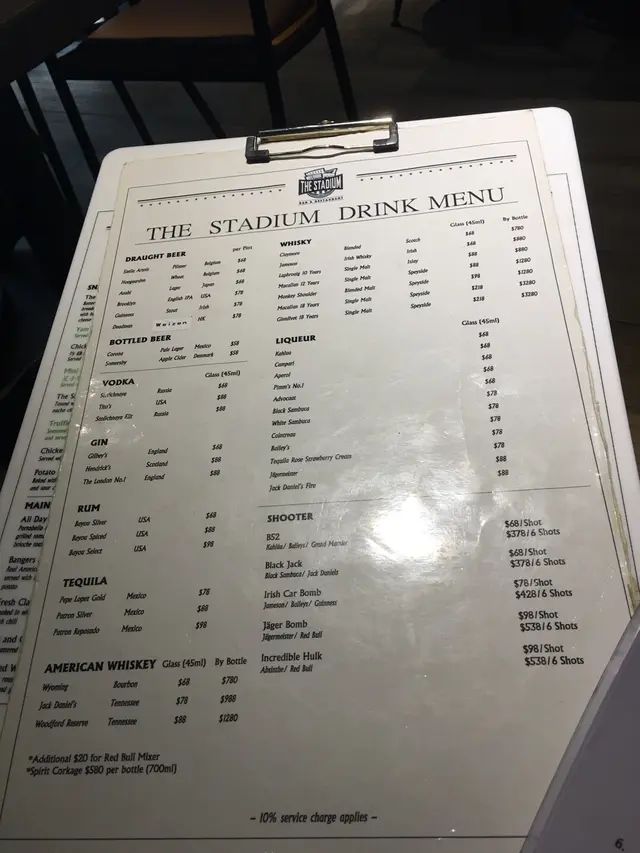 THE STADIUM
BAR & RESTAURANT
THE STADIUM DRINK MENU
DRAUGHT BEER per Pint
Stella Artois Pilsner Belgium $68
Hoegaarden Wheat Belgium $68
Asahi Lager Japan $68
Brooklyn English IPA USA $78
Guinness Stout Irish $78
Deadman Weizen HK $78
BOTTLED BEER
Corona Pale Lager Mexico $58
Somersby Apple Cider Denmark $58
VODKA Glass (45ml)
Russia $68
Tito's USA $88
Russia $88
GIN
Gilbey's England $68
Hendrick's Scotland $88
The London No.1 England $88
RUM
Bayou Silver USA $68
Bayou Spiced USA $88
Bayou Select USA $98
TEQUILA
Pepe Lopez Gold Mexico $78
Patron Silver Mexico $88
Patron Reposado Mexico $98
AMERICAN WHISKEY Glass (45ml) By Bottle
Wyoming Bourbon $68 $780
Jack Daniel's Tennessee $78 $988
Woodford Reserve Tennessee $88 $1280
*Additional $20 for Red Bull Mixer
*Spirit Corkage $580 per bottle (700ml)
WHISKY Glass (45ml) By Bottle
Claymore Blended Scotch $68 $780
Jameson Irish Whisky Irish $68 $880
Laphroaig 10 Years Single Malt Islay $88 $1280
Macallan 12 Years Single Malt Speyside $88 $1280
Monkey Shoulder Blended Malt Speyside $78 $880
Macallan 18 Years Single Malt Speyside $218 $3280
Glenlivet 18 Years Single Malt Speyside $218 $3280
LIQUEUR Glass (45ml)
Kahlua $68
Campari $68
Aperol $68
Pimm's No.1 $68
Advocaat $68
Black Sambuca $78
White Sambuca $78
Cointreau $78
Bailey's $78
Tequila Rose Strawberry Cream $78
Jägermeister $88
Jack Daniel's Fire $88
SHOOTER
B52 $68/Shot
Kahlua/ Baileys/ Grand Marnier $378/6 Shots
Black Jack $68/Shot
Black Sambuca/ Jack Daniels $378/6 Shots
Irish Car Bomb $78/Shot
Jameson/ Baileys/ Guinness $428/6 Shots
Jäger Bomb $98/Shot
Jägermeister/ Red Bull $538/6 Shots
Incredible Hulk $98/Shot
Absinthe/ Red Bull $538/6 Shots
- 10% service charge applies -
MAIN
All Day
Bangers
6.